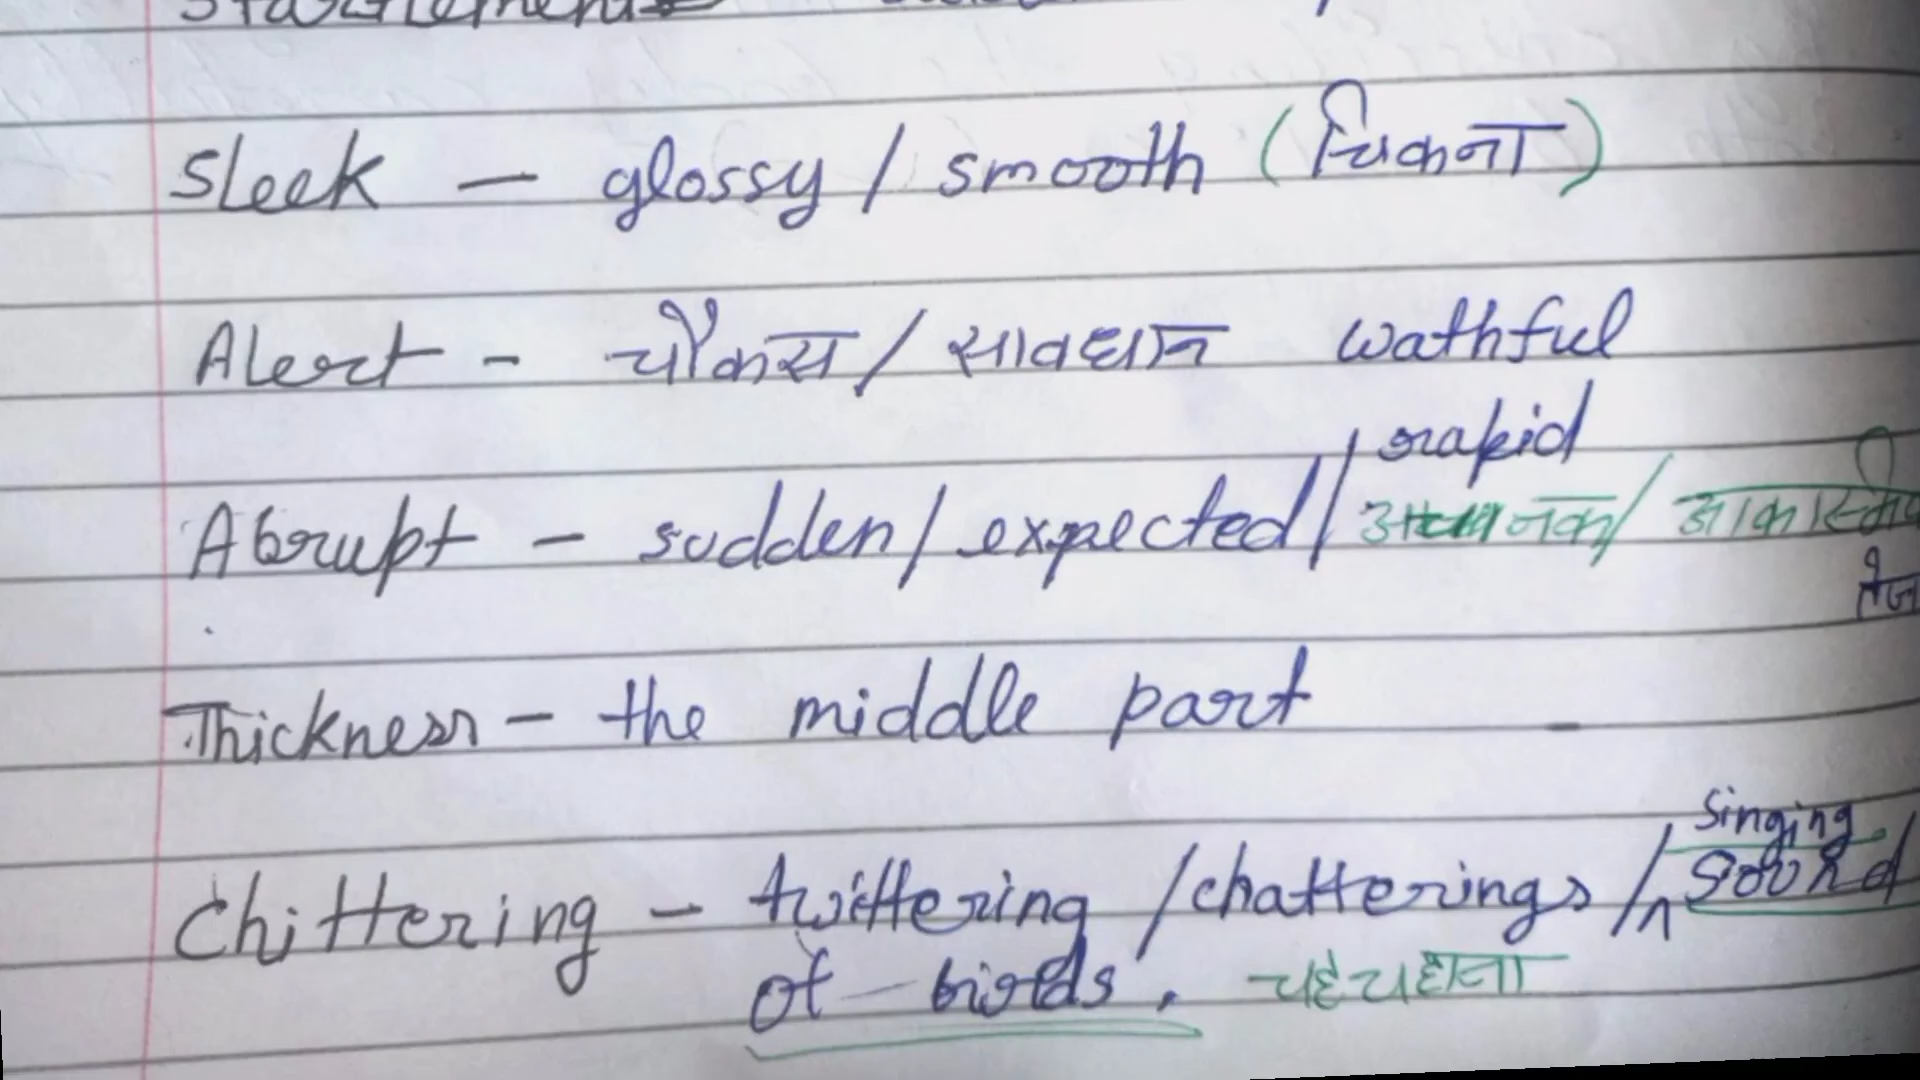 Sleek - glossy / smooth (चिकना)
Alert - चौकस / सावधान wathful
rapid
Abrupt - sudden / expected / अचानक / आकस्मि
Thickness - the middle part -
Singing
Chittering - twittering / chatterings / sound /
of birds. चहचहाना